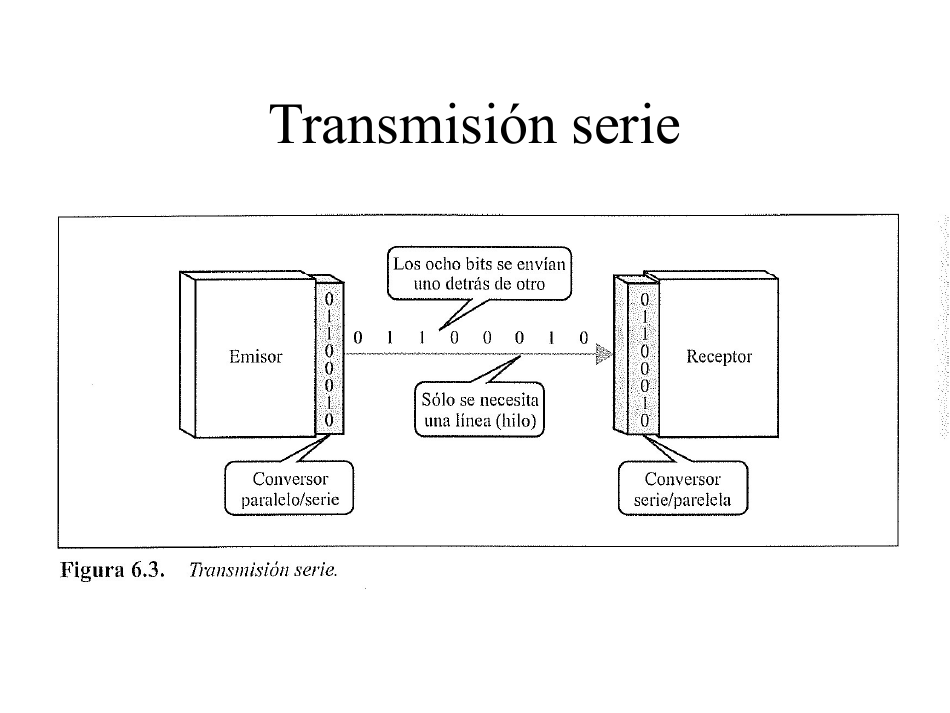 Transmisión serie
Los ocho bits se envían
uno detrás de otro
0
1
1
0
0
0
1
0
0 1 1 0 0 0 1 0
0
1
1
0
0
0
1
0
Emisor
Receptor
Sólo se necesita
una línea (hilo)
Conversor
paralelo/serie
Conversor
serie/parelela
Figura 6.3. Transmisión serie.